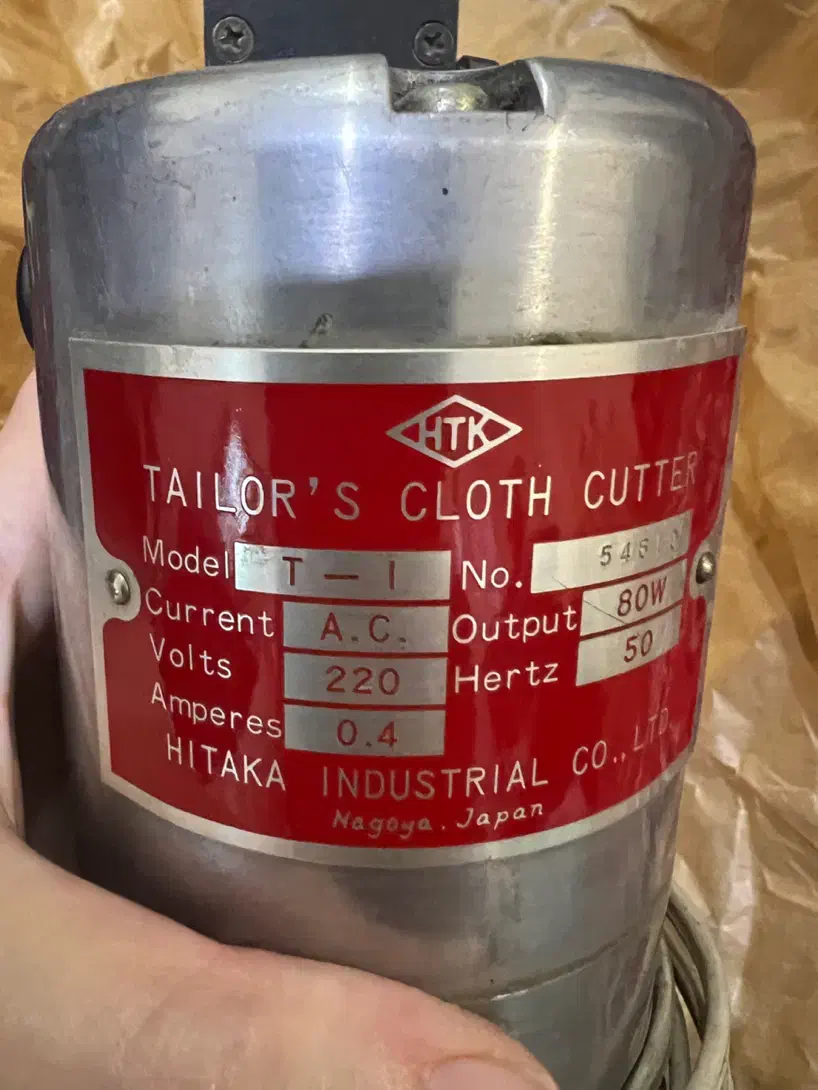 HTK
TAILOR'S CLOTH CUTTER
Model T-1 No.
Current A.C. Output 80W
Volts 220 Hertz 50
Amperes 0.4
HITAKA INDUSTRIAL CO., LTD.
Nagoya. Japan